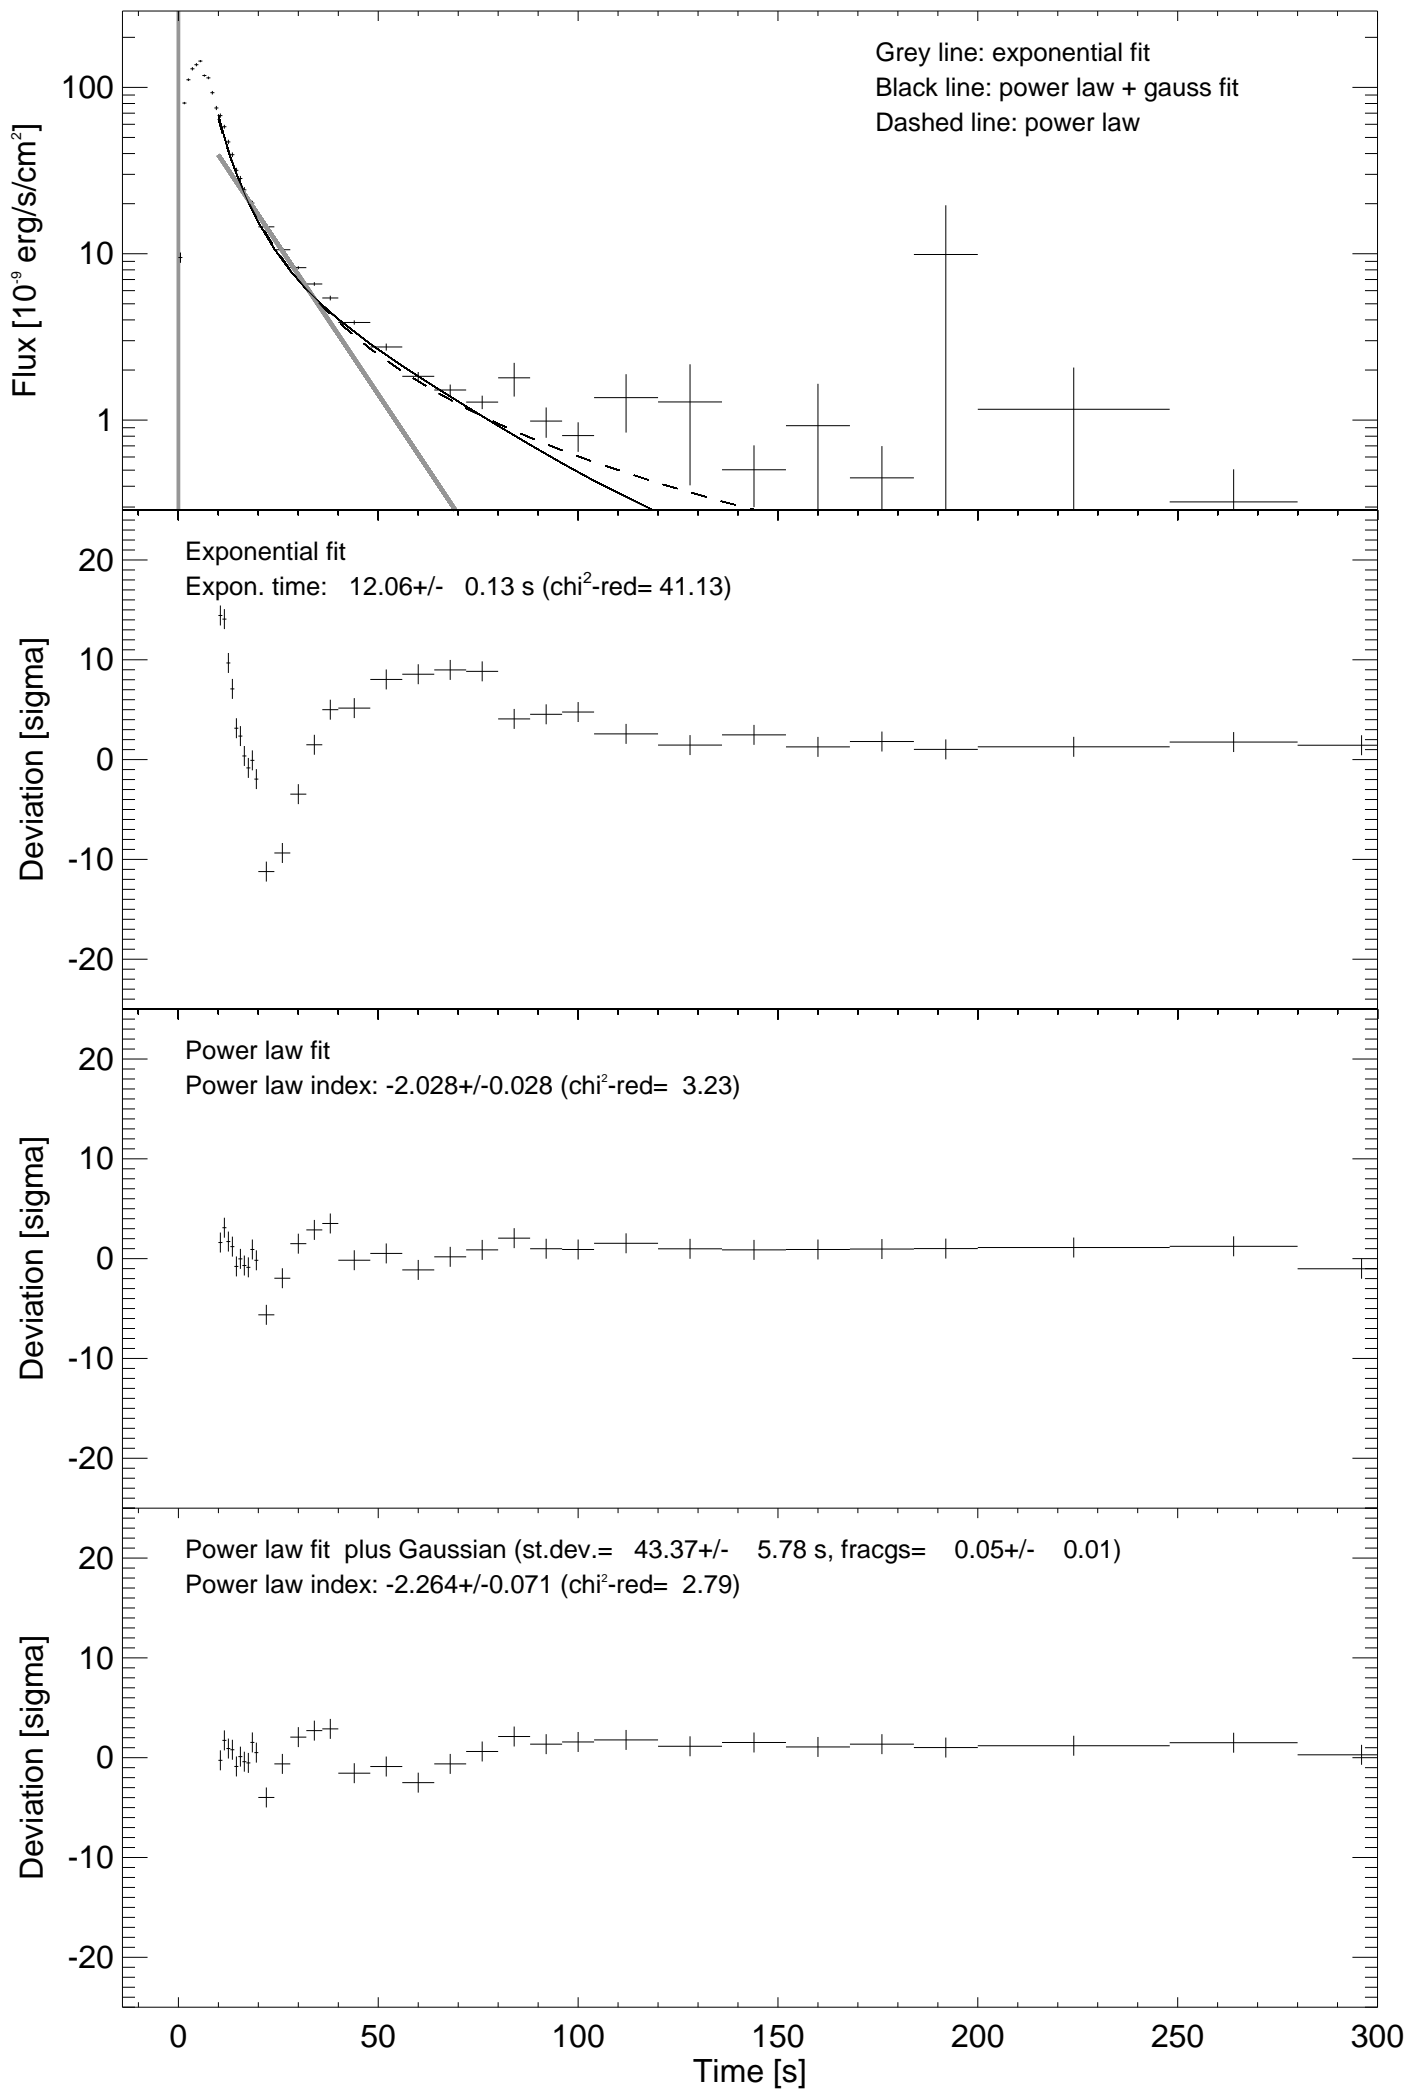 Grey line: exponential fit
Black line: power law + gauss fit
Dashed line: power law
100
10
1
Flux [10⁻⁹ erg/s/cm²]
Exponential fit
Expon. time: 12.06+/- 0.13 s (chi²-red= 41.13)
20
10
0
-10
-20
Deviation [sigma]
Power law fit
Power law index: -2.028+/-0.028 (chi²-red= 3.23)
20
10
0
-10
-20
Deviation [sigma]
Power law fit plus Gaussian (st.dev.= 43.37+/- 5.78 s, fracgs= 0.05+/- 0.01)
Power law index: -2.264+/-0.071 (chi²-red= 2.79)
20
10
0
-10
-20
Deviation [sigma]
0 50 100 150 200 250 300
Time [s]